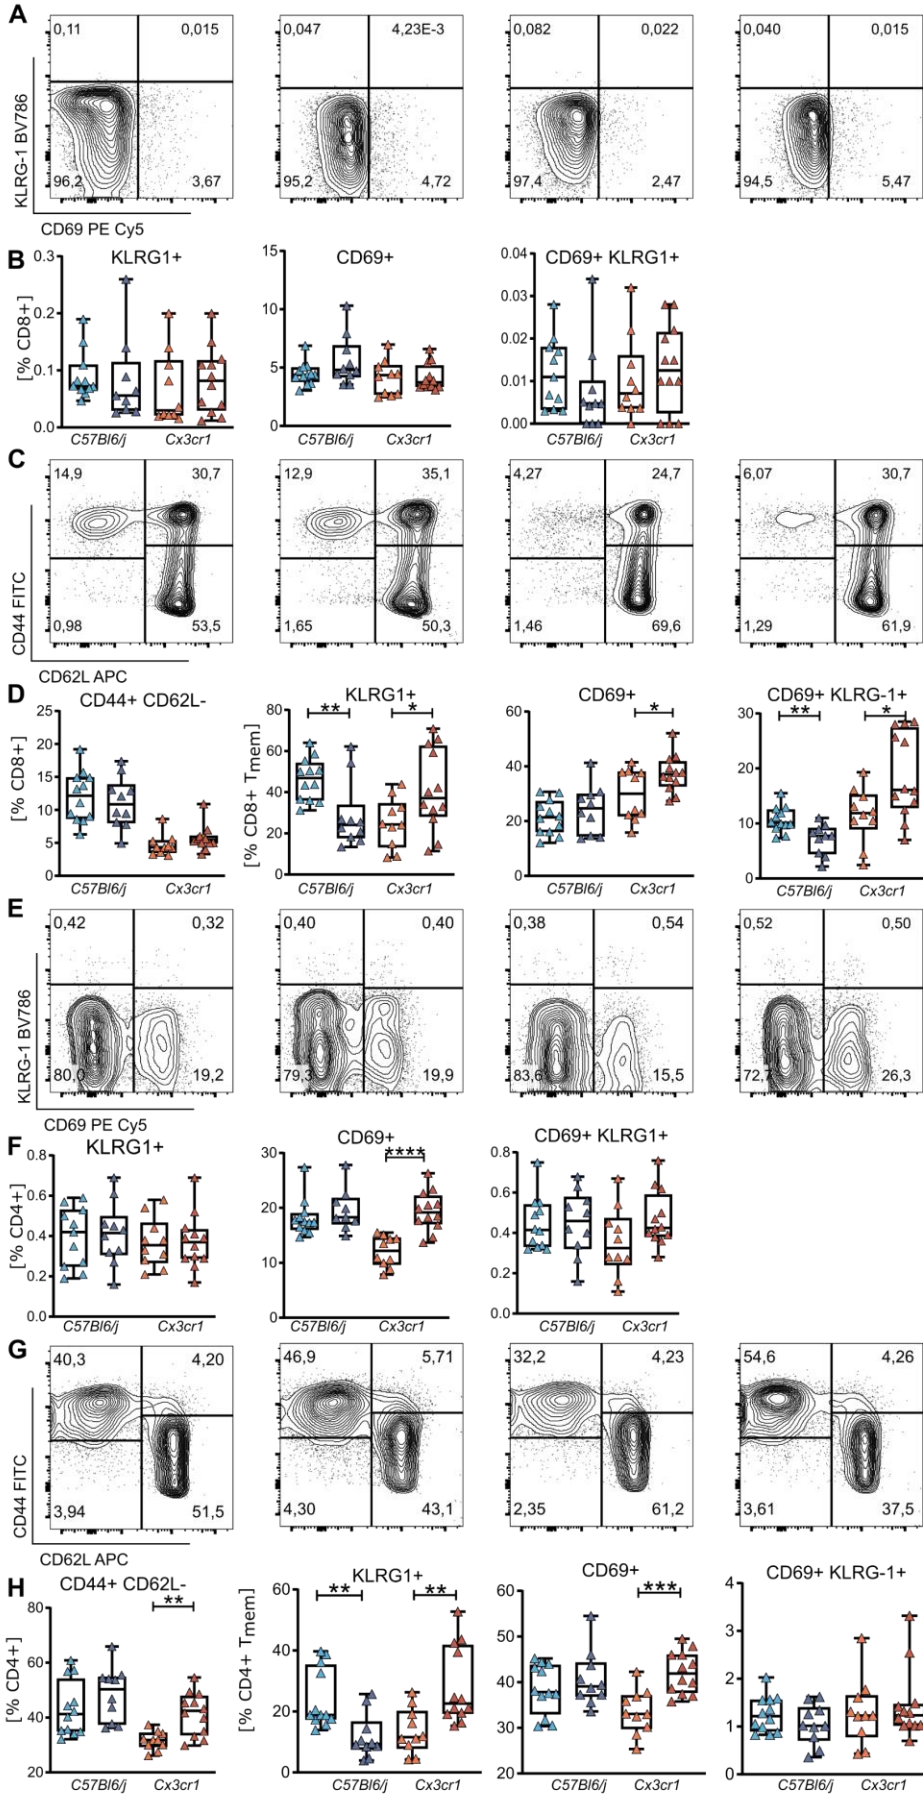 A
0,11 0,015 0,047 4,23E-3 0,082 0,022 0,040 0,015
KLRG-1 BV786
96,2 3,67 95,2 4,72 97,4 2,47 94,5 5,47
CD69 PE Cy5
B
KLRG1+ CD69+ CD69+ KLRG1+
[% CD8+]
0.3 0.2 0.1 0.0
15 10 5 0
0.04 0.03 0.02 0.01 0.00
C57Bl6/j Cx3cr1 C57Bl6/j Cx3cr1 C57Bl6/j Cx3cr1
C
14,9 30,7 12,9 35,1 4,27 24,7 6,07 30,7
CD44 FITC
0,98 53,5 1,65 50,3 1,46 69,6 1,29 61,9
CD62L APC
D
CD44+ CD62L- KLRG1+ CD69+ CD69+ KLRG-1+
** * * ** *
[% CD8+]
25 20 15 10 5 0
[% CD8+ Tmem]
80 60 40 20 0
60 40 20 0
30 20 10 0
C57Bl6/j Cx3cr1 C57Bl6/j Cx3cr1 C57Bl6/j Cx3cr1 C57Bl6/j Cx3cr1
E
0,42 0,32 0,40 0,40 0,38 0,54 0,52 0,50
KLRG-1 BV786
80,0 19,2 79,3 19,9 83,6 15,5 72,7 26,3
CD69 PE Cy5
F
KLRG1+ CD69+ CD69+ KLRG1+
****
[% CD4+]
0.8 0.6 0.4 0.2 0.0
30 20 10 0
0.8 0.6 0.4 0.2 0.0
C57Bl6/j Cx3cr1 C57Bl6/j Cx3cr1 C57Bl6/j Cx3cr1
G
40,3 4,20 46,9 5,71 32,2 4,23 54,6 4,26
CD44 FITC
3,94 51,5 4,30 43,1 2,35 61,2 3,61 37,5
CD62L APC
H
CD44+ CD62L- KLRG1+ CD69+ CD69+ KLRG-1+
** ** ** ***
[% CD4+]
80 60 40 20
[% CD4+ Tmem]
60 40 20 0
60 50 40 30 20
4 3 2 1 0
C57Bl6/j Cx3cr1 C57Bl6/j Cx3cr1 C57Bl6/j Cx3cr1 C57Bl6/j Cx3cr1